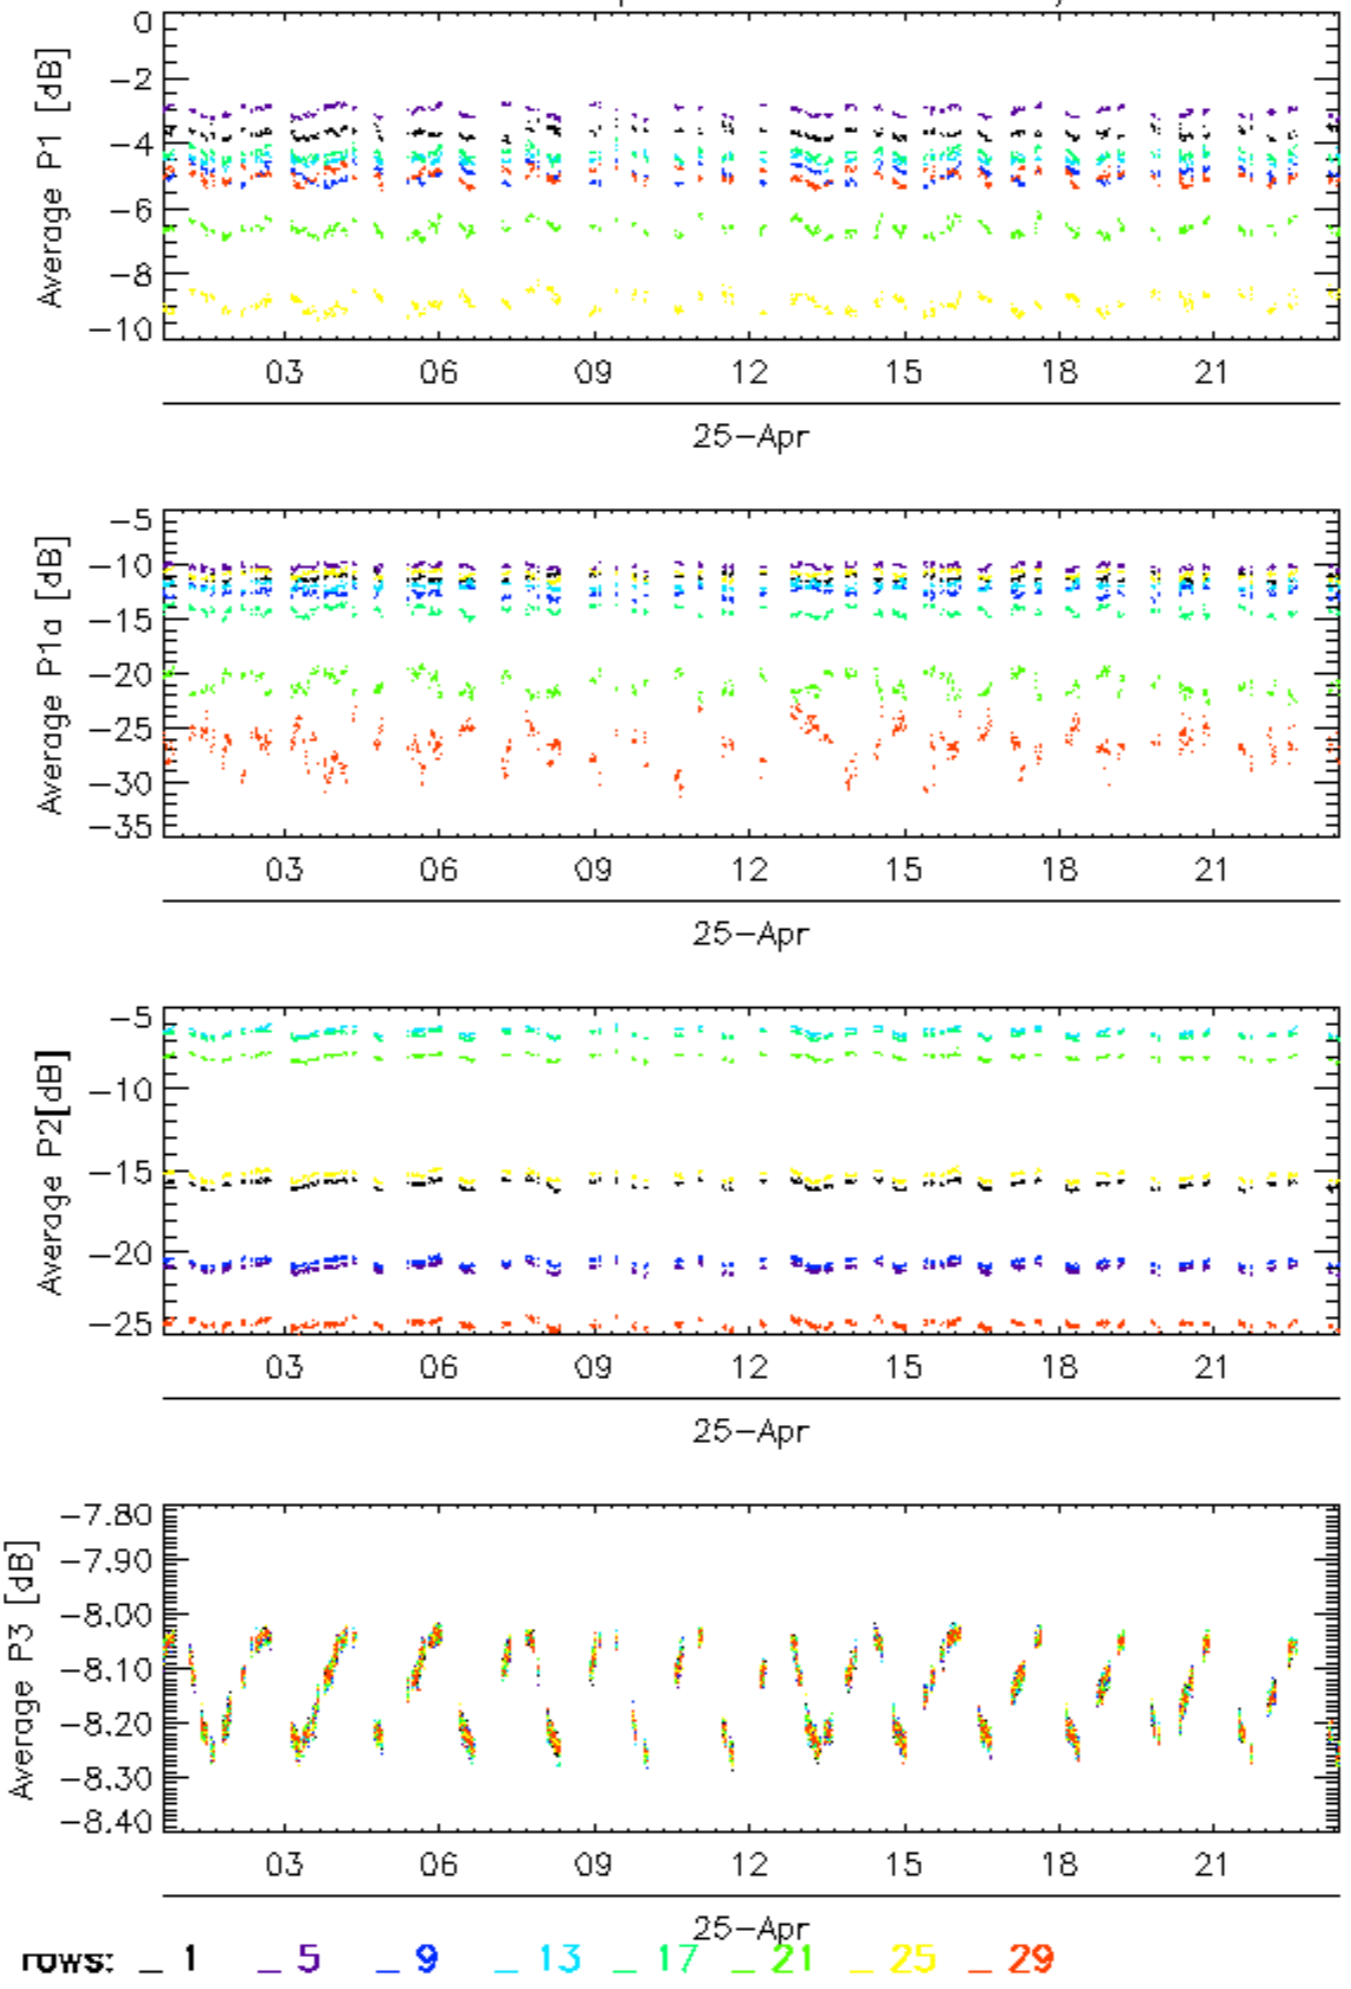 0
-2
-4
-6
-8
-10
Average P1 [dB]
03 06 09 12 15 18 21
25-Apr
-5
-10
-15
-20
-25
-30
-35
Average P1a [dB]
03 06 09 12 15 18 21
25-Apr
-5
-10
-15
-20
-25
Average P2[dB]
03 06 09 12 15 18 21
25-Apr
-7.80
-7.90
-8.00
-8.10
-8.20
-8.30
-8.40
Average P3 [dB]
03 06 09 12 15 18 21
25-Apr
rows: _ 1 _ 5 _ 9 _ 13 _ 17 _ 21 _ 25 _ 29